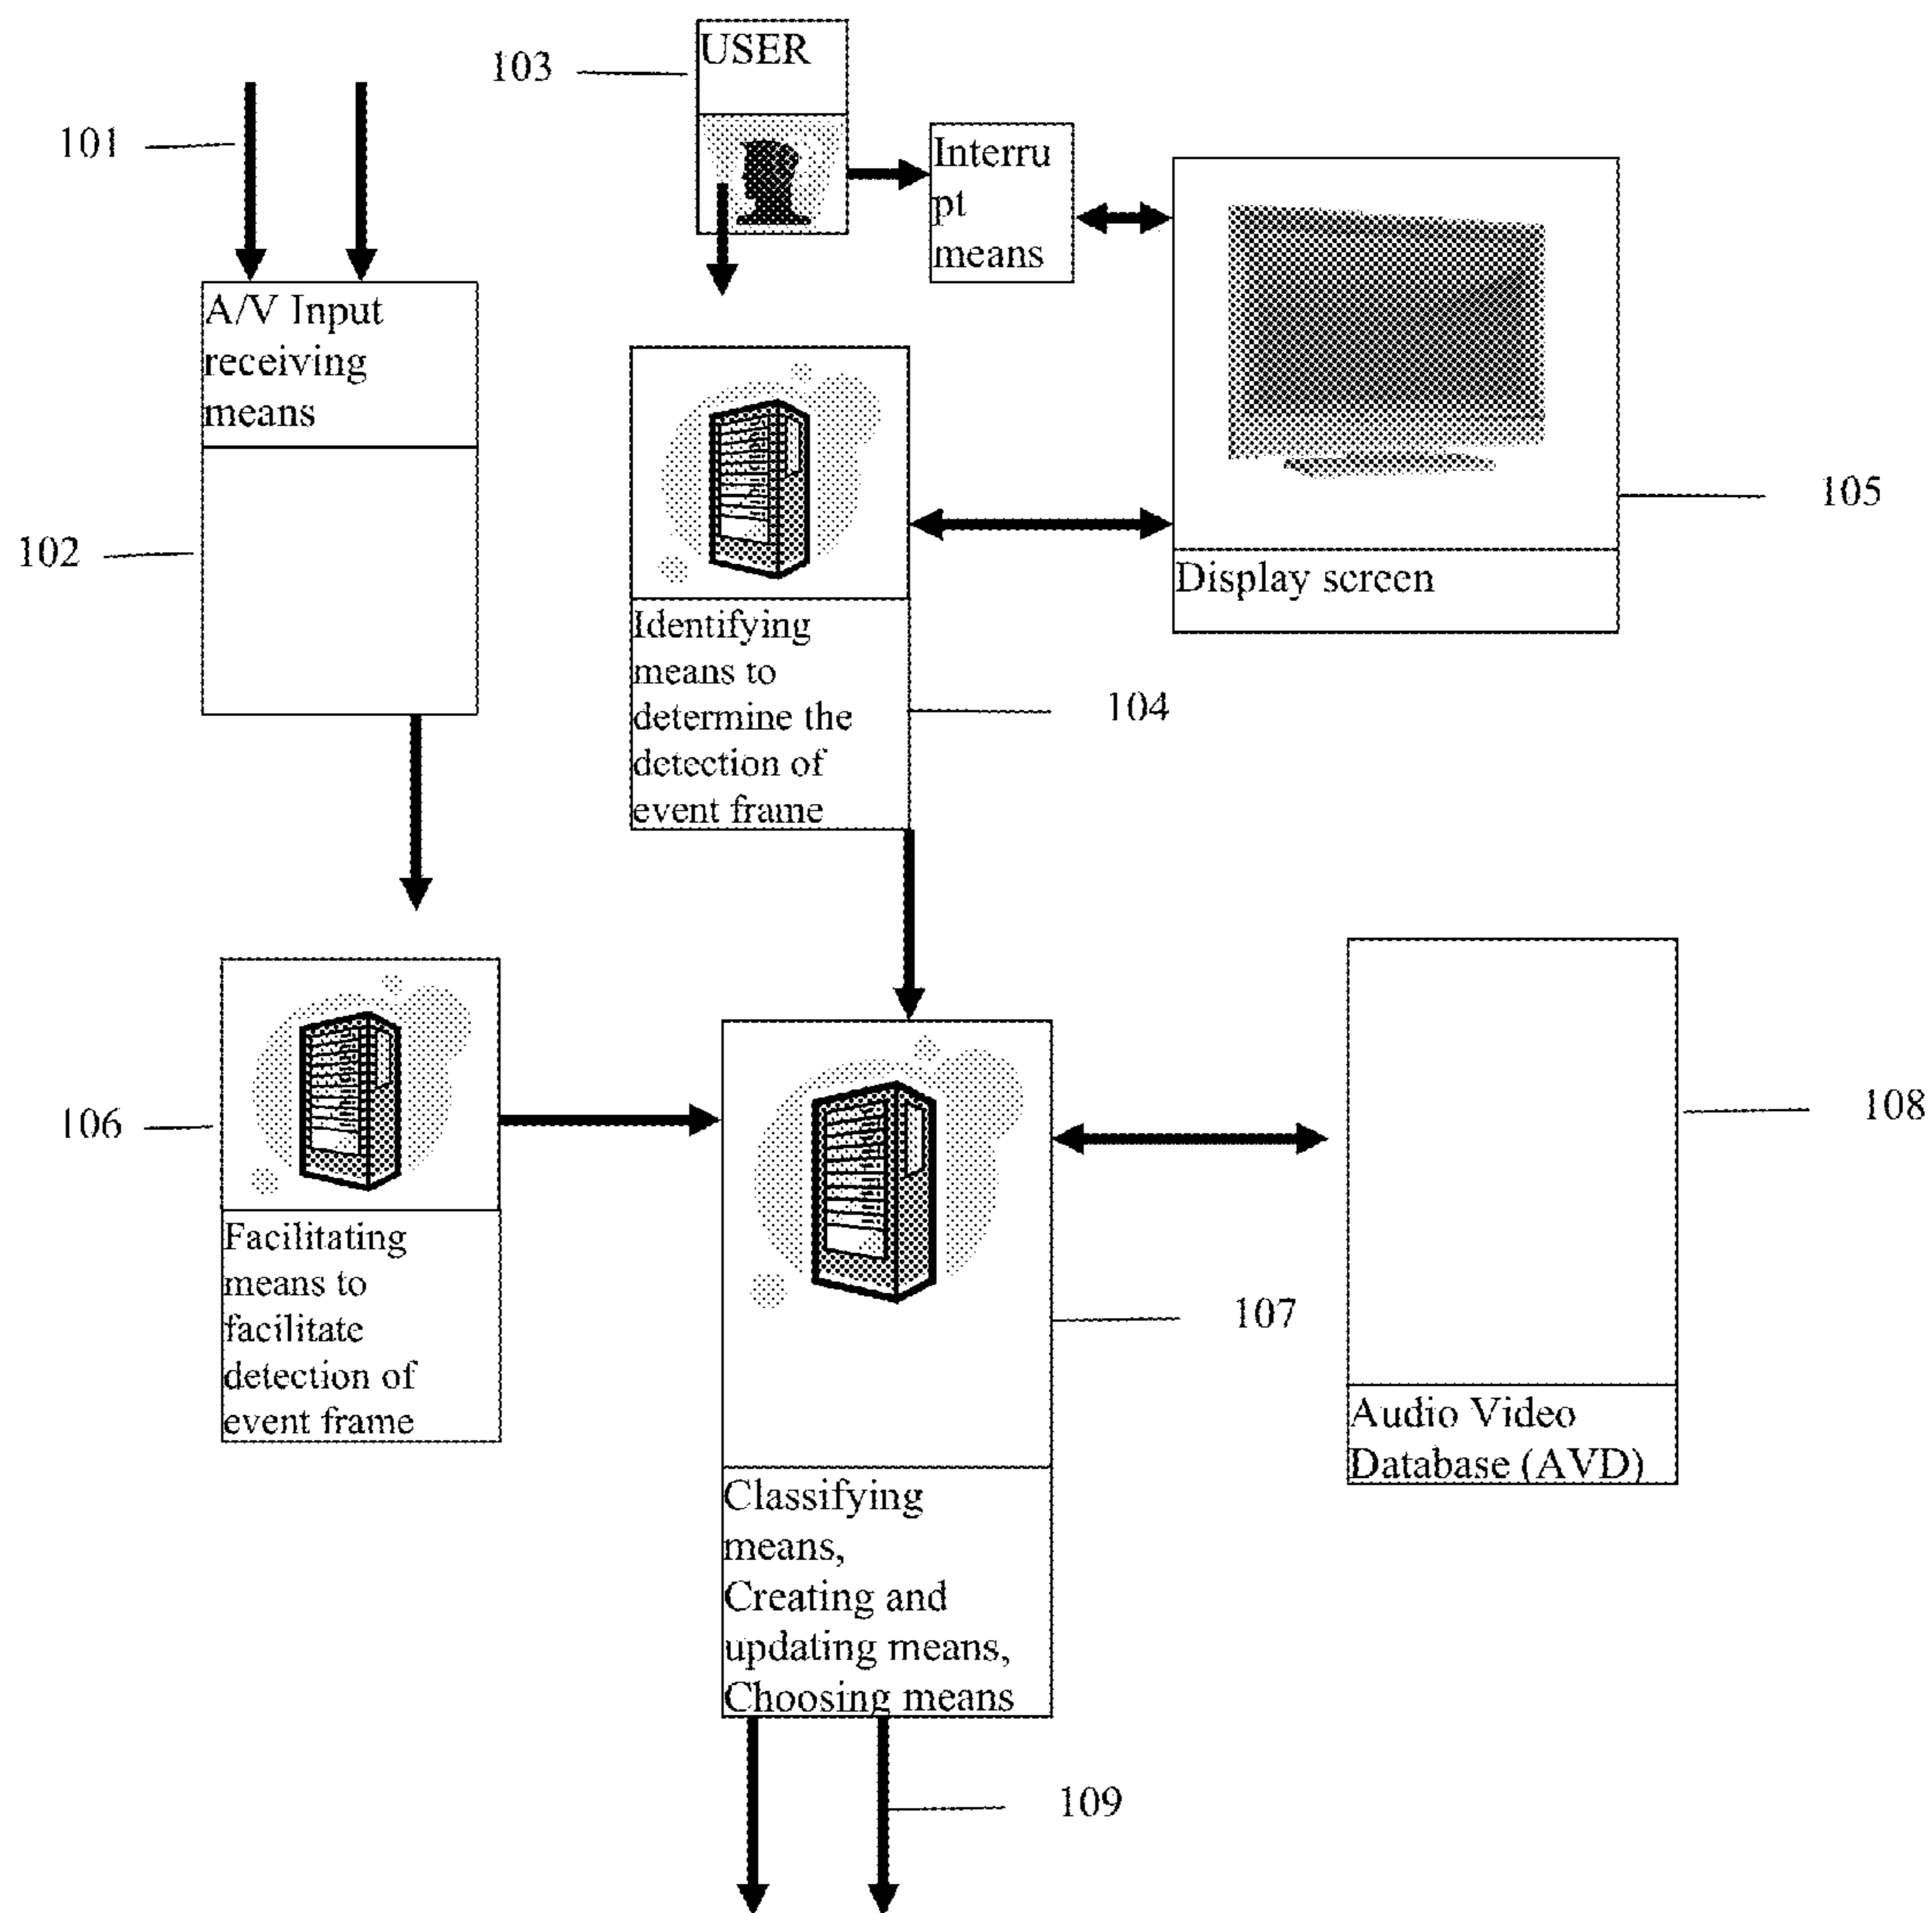 103
USER
101
Interru
pt
means
A/V Input
receiving
means
102
105
Display screen
Identifying
means to
determine the
detection of
event frame
104
106
Facilitating
means to
facilitate
detection of
event frame
108
107
Audio Video
Database (AVD)
Classifying
means,
Creating and
updating means,
Choosing means
109